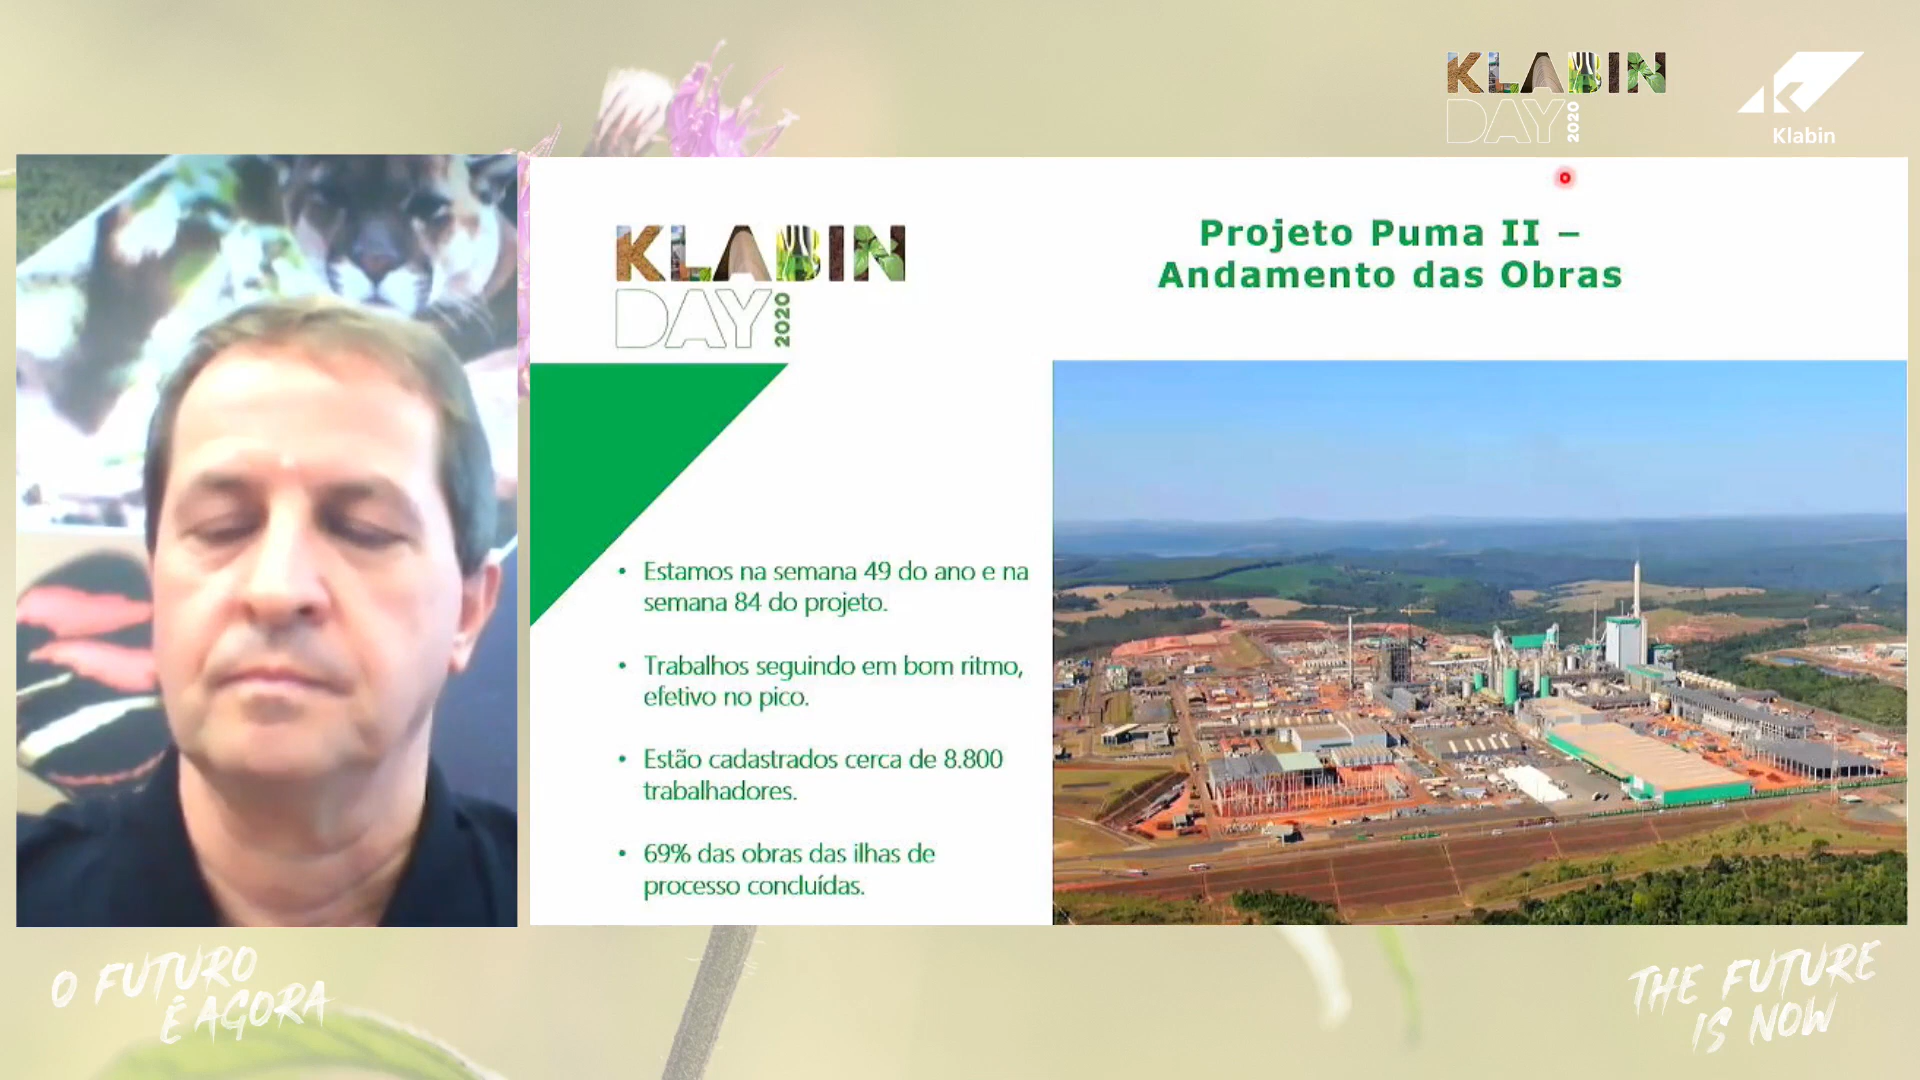 KLABIN
DAY 2020
Klabin
KLABIN
DAY 2020
Projeto Puma II –
Andamento das Obras
• Estamos na semana 49 do ano e na
semana 84 do projeto.
• Trabalhos seguindo em bom ritmo,
efetivo no pico.
• Estão cadastrados cerca de 8.800
trabalhadores.
• 69% das obras das ilhas de
processo concluídas.
O FUTURO
É AGORA
THE FUTURE
IS NOW